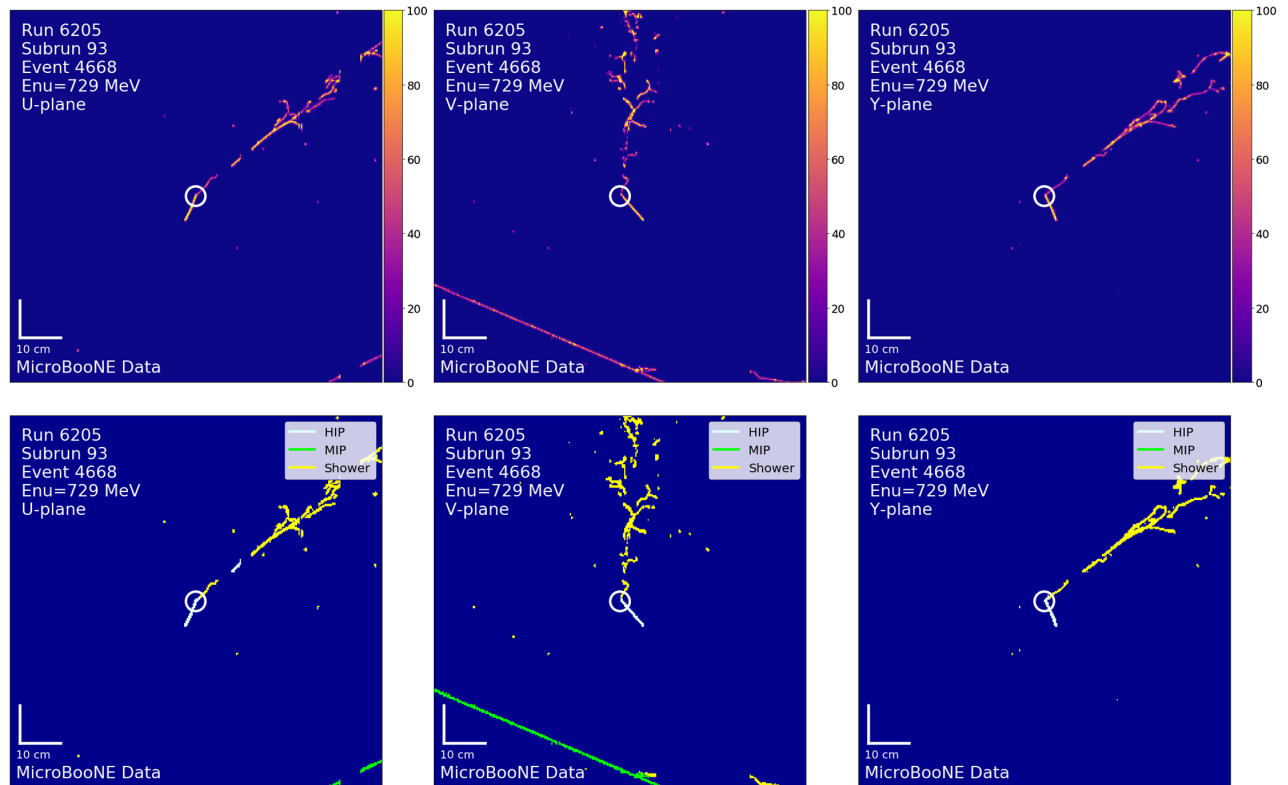 Run 6205
Subrun 93
Event 4668
Enu=729 MeV
U-plane
10 cm
MicroBooNE Data
100
80
60
40
20
0
Run 6205
Subrun 93
Event 4668
Enu=729 MeV
V-plane
10 cm
MicroBooNE Data
100
80
60
40
20
0
Run 6205
Subrun 93
Event 4668
Enu=729 MeV
Y-plane
10 cm
MicroBooNE Data
100
80
60
40
20
0
Run 6205
Subrun 93
Event 4668
Enu=729 MeV
U-plane
HIP
MIP
Shower
10 cm
MicroBooNE Data
Run 6205
Subrun 93
Event 4668
Enu=729 MeV
V-plane
HIP
MIP
Shower
10 cm
MicroBooNE Data
Run 6205
Subrun 93
Event 4668
Enu=729 MeV
Y-plane
HIP
MIP
Shower
10 cm
MicroBooNE Data